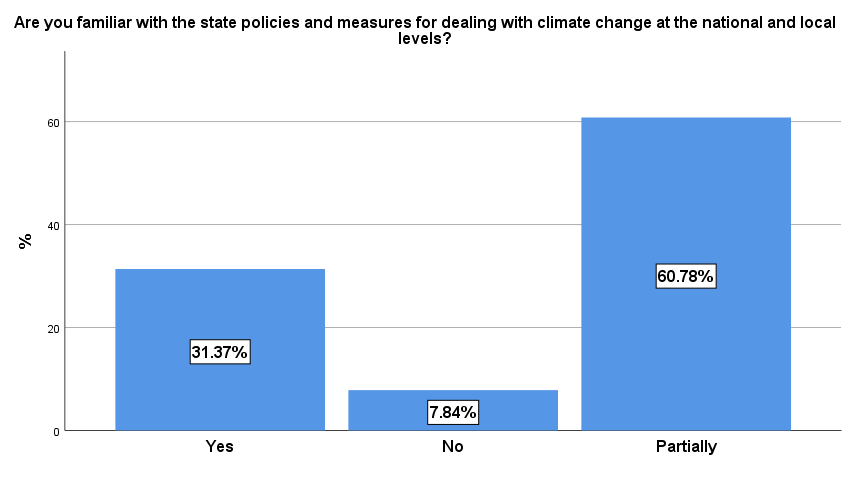 Are you familiar with the state policies and measures for dealing with climate change at the national and local
levels?
60
40
20
0
%
31.37%
7.84%
60.78%
Yes
No
Partially